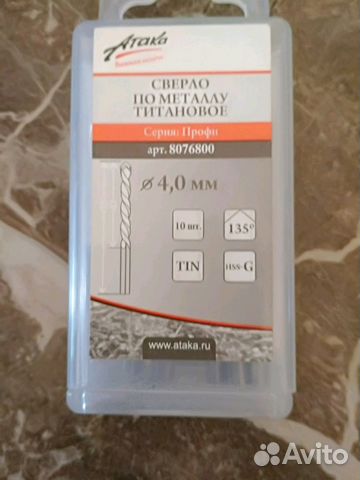 Атака
СВЕРЛО
ПО МЕТАЛЛУ
ТИТАНОВОЕ
Серия: Профи
арт. 8076800
ø 4,0 мм
10 шт.
135°
TIN
HSS-G
www.ataka.ru
Avito